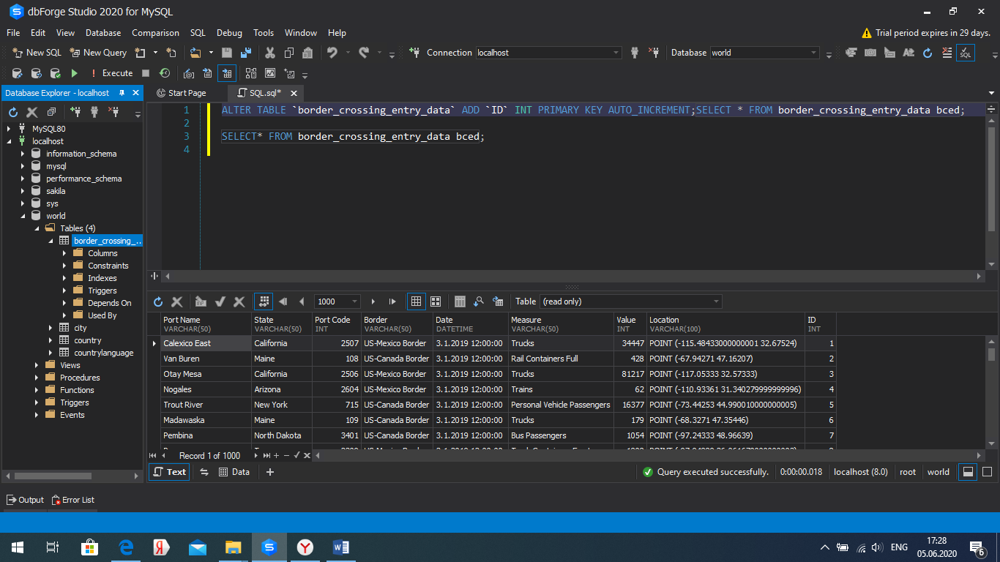 dbForge Studio 2020 for MySQL
File Edit View Database Comparison SQL Debug Tools Window Help
Trial period expires in 29 days.
New SQL New Query Connection localhost Database world
SQL
Execute
Database Explorer - localhost
Start Page SQL.sql*
MySQL80
localhost
information_schema
mysql
performance_schema
sakila
sys
world
Tables (4)
border_crossing_...
Columns
Constraints
Indexes
Triggers
Depends On
Used By
city
country
countrylanguage
Views
Procedures
Functions
Triggers
Events
1 ALTER TABLE `border_crossing_entry_data` ADD `ID` INT PRIMARY KEY AUTO_INCREMENT;SELECT * FROM border_crossing_entry_data bced;
2
3 SELECT* FROM border_crossing_entry_data bced;
4
1000 Table (read only)
Port Name State Port Code Border Date Measure Value Location ID
VARCHAR(50) VARCHAR(50) INT VARCHAR(50) DATETIME VARCHAR(50) INT VARCHAR(100) INT
Calexico East California 2507 US-Mexico Border 3.1.2019 12:00:00 Trucks 34447 POINT (-115.48433000000001 32.67524) 1
Van Buren Maine 108 US-Canada Border 3.1.2019 12:00:00 Rail Containers Full 428 POINT (-67.94271 47.16207) 2
Otay Mesa California 2506 US-Mexico Border 3.1.2019 12:00:00 Trucks 81217 POINT (-117.05333 32.57333) 3
Nogales Arizona 2604 US-Mexico Border 3.1.2019 12:00:00 Trains 62 POINT (-110.93361 31.340279999999996) 4
Trout River New York 715 US-Canada Border 3.1.2019 12:00:00 Personal Vehicle Passengers 16377 POINT (-73.44253 44.990010000000005) 5
Madawaska Maine 109 US-Canada Border 3.1.2019 12:00:00 Trucks 179 POINT (-68.3271 47.35446) 6
Pembina North Dakota 3401 US-Canada Border 3.1.2019 12:00:00 Bus Passengers 1054 POINT (-97.24333 48.96639) 7
Record 1 of 1000
Text Data
Query executed successfully. 0:00:00.018 localhost (8.0) root world
Output Error List
ENG
17:28
05.06.2020
6